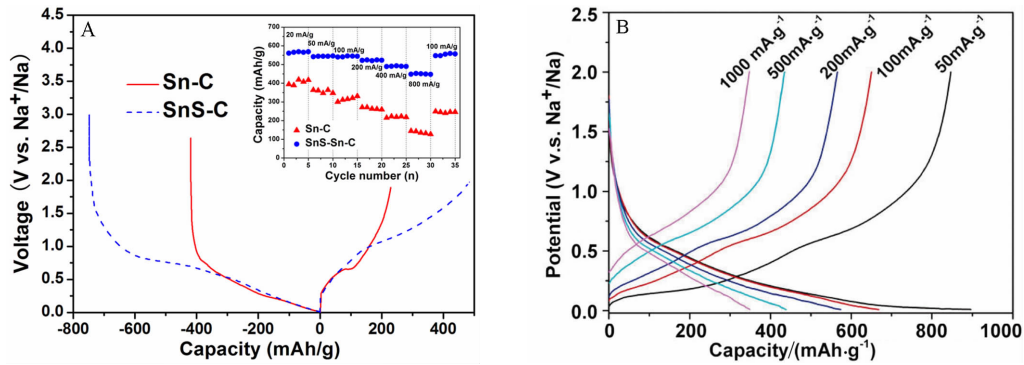 A
Sn-C
SnS-C
Voltage (V vs. Na+/Na)
4.5
4.0
3.5
3.0
2.5
2.0
1.5
1.0
0.5
0.0
-800 -600 -400 -200 0 200 400
Capacity (mAh/g)
Capacity (mAh/g)
700
600
500
400
300
200
100
0
20 mA/g
50 mA/g
100 mA/g
200 mA/g
400 mA/g
800 mA/g
100 mA/g
Sn-C
SnS-Sn-C
0 5 10 15 20 25 30 35
Cycle number (n)
B
Potential (V v.s. Na+/Na)
2.5
2.0
1.5
1.0
0.5
0.0
1000 mA·g-1
500mA·g-1
200mA·g-1
100mA·g-1
50mA·g-1
0 200 400 600 800 1000
Capacity/(mAh·g-1)